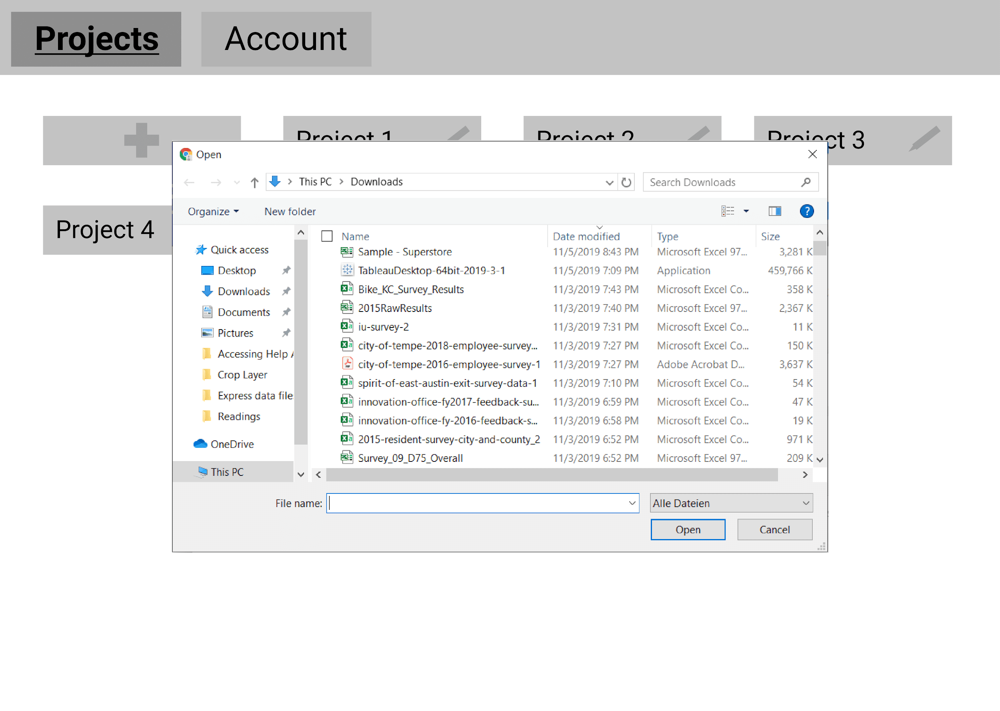 Projects Account
Project 1 Project 2 Project 3
Open
This PC Downloads Search Downloads
Organize New folder ?
Name Date modified Type Size
Quick access
Desktop
Downloads
Documents
Pictures
Accessing Help
Crop Layer
Express data file
Readings
OneDrive
This PC
Sample - Superstore 11/5/2019 8:43 PM Microsoft Excel 97... 3,281 K
TableauDesktop-64bit-2019-3-1 11/5/2019 7:09 PM Application 459,766 K
Bike_KC_Survey_Results 11/3/2019 7:43 PM Microsoft Excel Co... 358 K
2015RawResults 11/3/2019 7:40 PM Microsoft Excel 97... 2,367 K
iu-survey-2 11/3/2019 7:31 PM Microsoft Excel Co... 11 K
city-of-tempe-2018-employee-survey... 11/3/2019 7:27 PM Microsoft Excel Co... 150 K
city-of-tempe-2016-employee-survey-1 11/3/2019 7:27 PM Adobe Acrobat D... 3,637 K
spirit-of-east-austin-exit-survey-data-1 11/3/2019 7:10 PM Microsoft Excel Co... 54 K
innovation-office-fy2017-feedback-su... 11/3/2019 6:59 PM Microsoft Excel Co... 47 K
innovation-office-fy-2016-feedback-s... 11/3/2019 6:58 PM Microsoft Excel Co... 19 K
2015-resident-survey-city-and-county_2 11/3/2019 6:52 PM Microsoft Excel Co... 971 K
Survey_09_D75_Overall 11/3/2019 6:52 PM Microsoft Excel 97... 209 K
File name: Alle Dateien
Open Cancel
Project 4